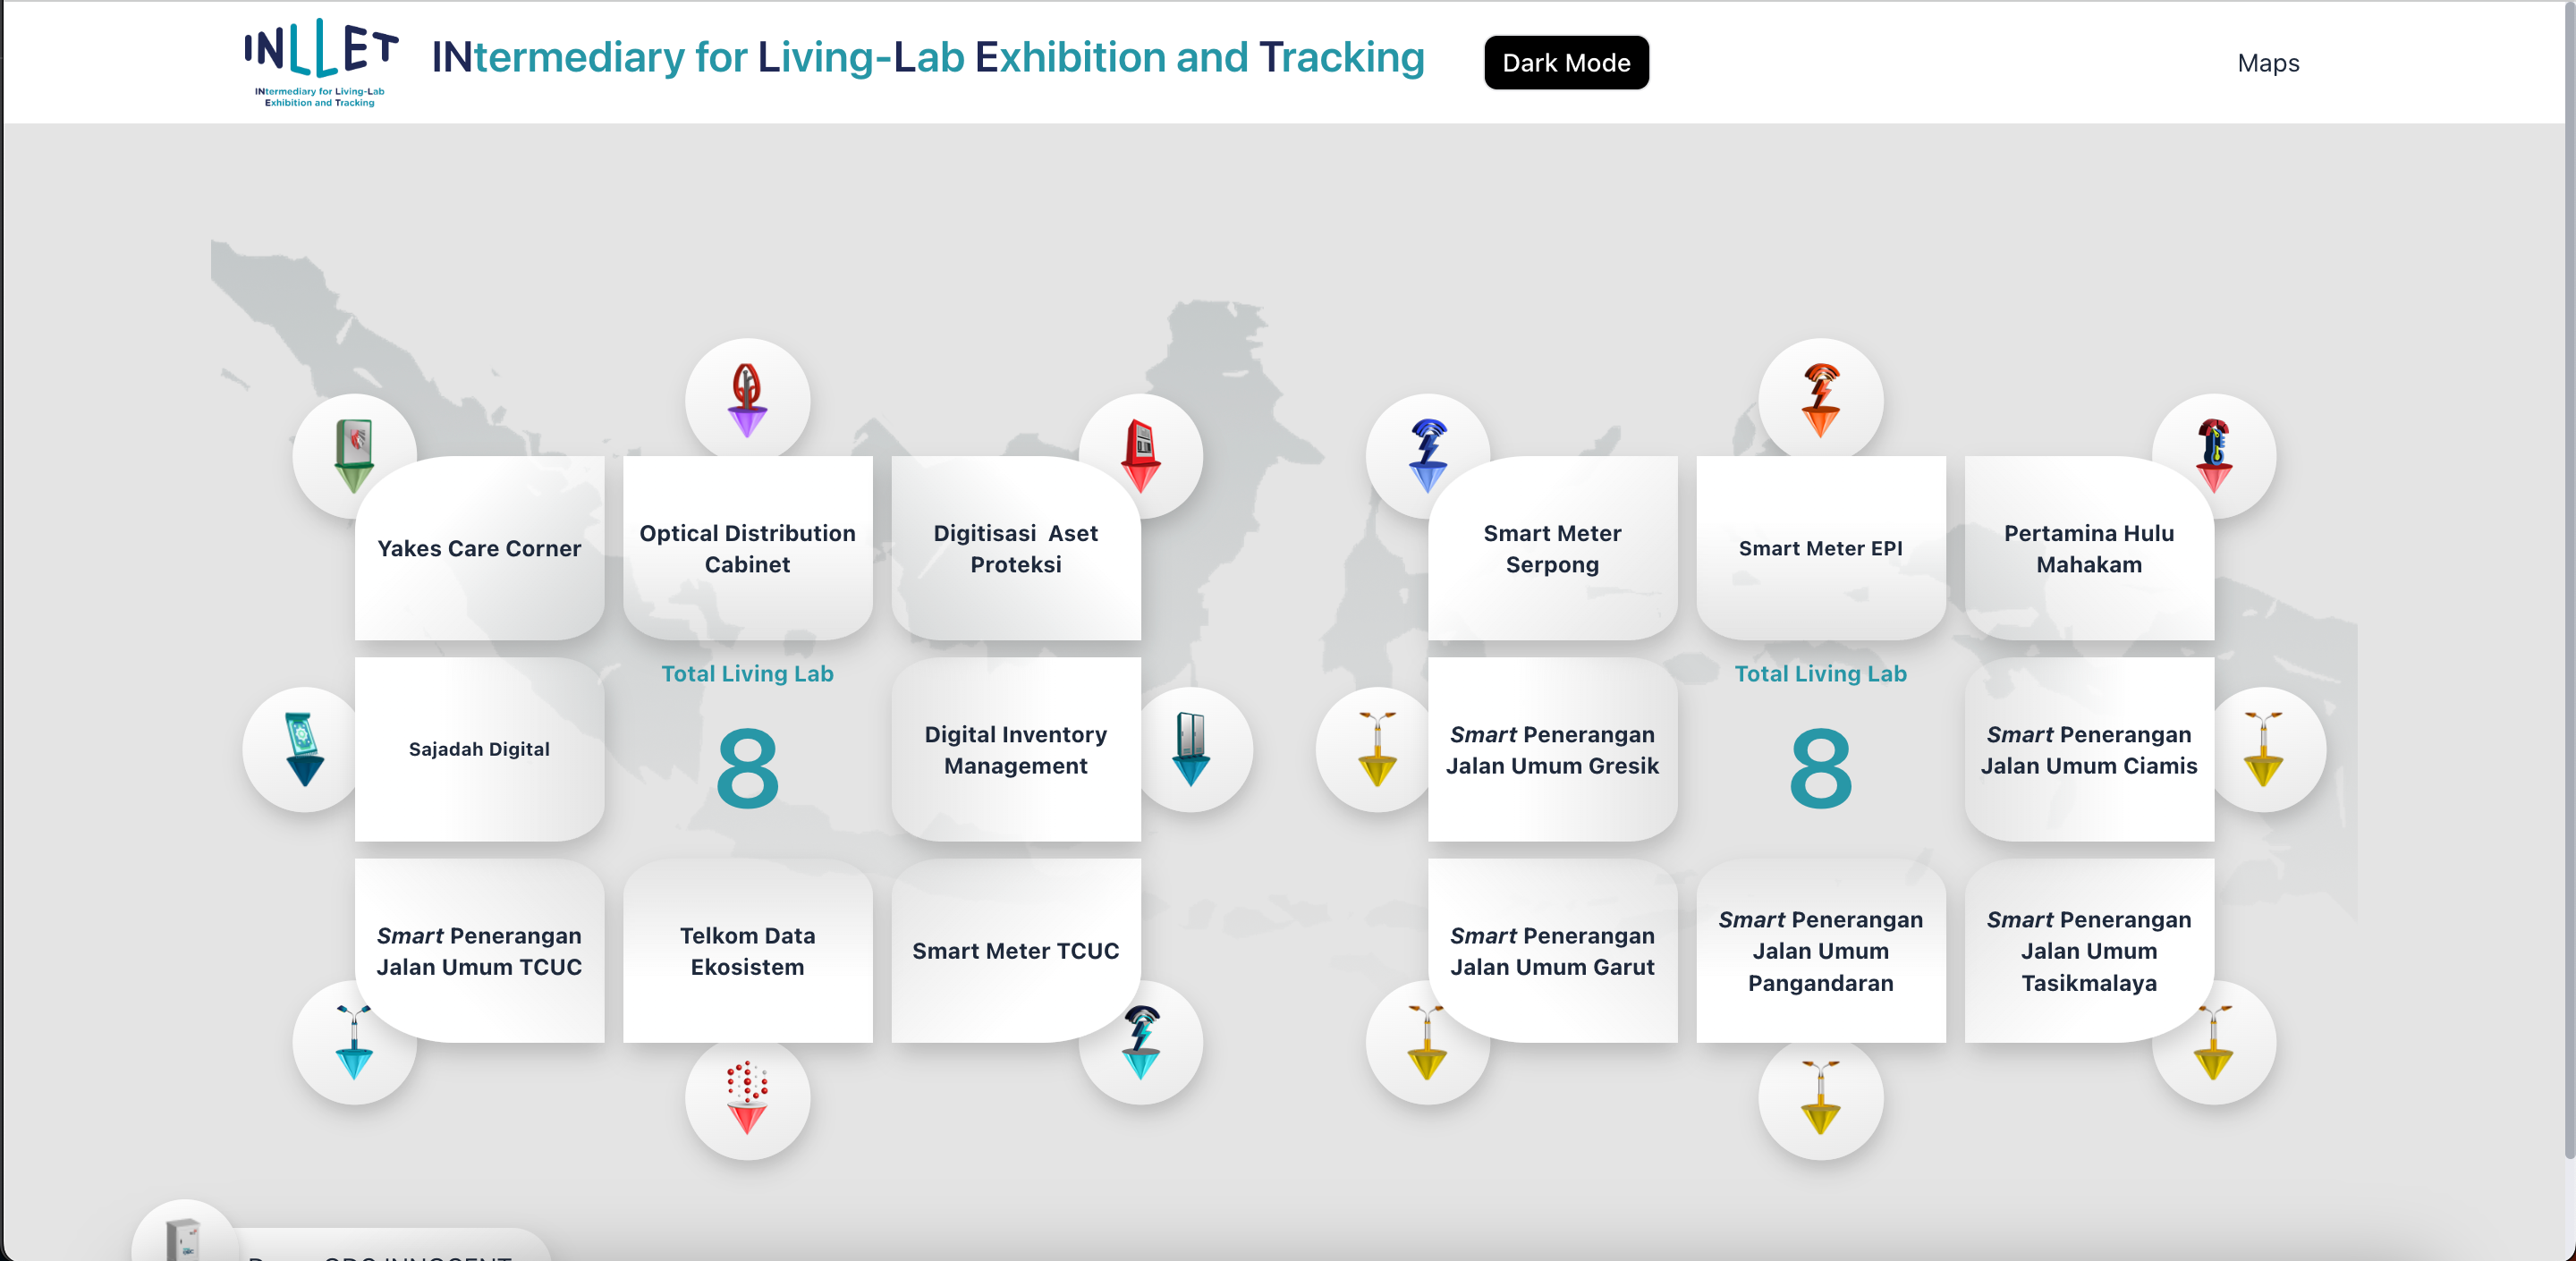 INLLET
INtermediary for Living-Lab
Exhibition and Tracking
INtermediary for Living-Lab Exhibition and Tracking
Dark Mode
Maps
Yakes Care Corner
Optical Distribution
Cabinet
Digitisasi Aset
Proteksi
Sajadah Digital
Total Living Lab
8
Digital Inventory
Management
Smart Penerangan
Jalan Umum TCUC
Telkom Data
Ekosistem
Smart Meter TCUC
Smart Meter
Serpong
Smart Meter EPI
Pertamina Hulu
Mahakam
Smart Penerangan
Jalan Umum Gresik
Total Living Lab
8
Smart Penerangan
Jalan Umum Ciamis
Smart Penerangan
Jalan Umum Garut
Smart Penerangan
Jalan Umum
Pangandaran
Smart Penerangan
Jalan Umum
Tasikmalaya